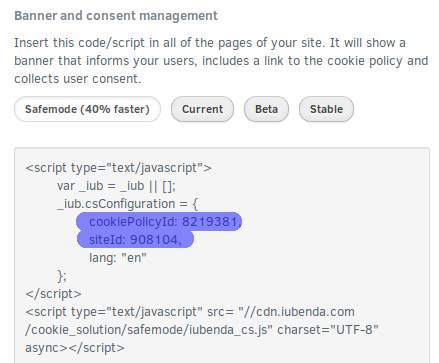 Banner and consent management
Insert this code/script in all of the pages of your site. It will show a
banner that informs your users, includes a link to the cookie policy and
collects user consent.
Safemode (40% faster) Current Beta Stable
<script type="text/javascript">
var _iub = _iub || [];
_iub.csConfiguration = {
cookiePolicyId: 8219381,
siteId: 908104,
lang: "en"
};
</script>
<script type="text/javascript" src= "//cdn.iubenda.com
/cookie_solution/safemode/iubenda_cs.js" charset="UTF-8"
async></script>